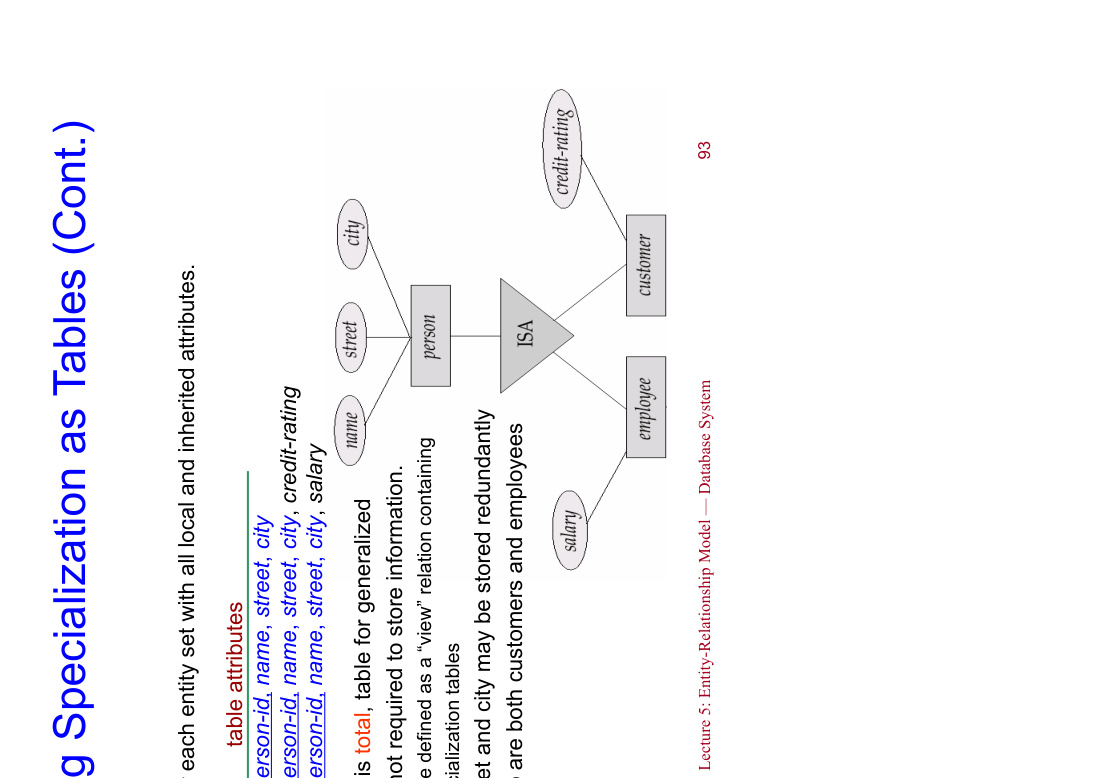 g Specialization as Tables (Cont.)
each entity set with all local and inherited attributes.
table attributes
erson-id, name, street, city
erson-id, name, street, city, credit-rating
erson-id, name, street, city, salary
is total, table for generalized
not required to store information.
e defined as a “view” relation containing
cialization tables
et and city may be stored redundantly
are both customers and employees
name
street
city
person
ISA
salary
credit-rating
employee
customer
Lecture 5: Entity-Relationship Model — Database System
93